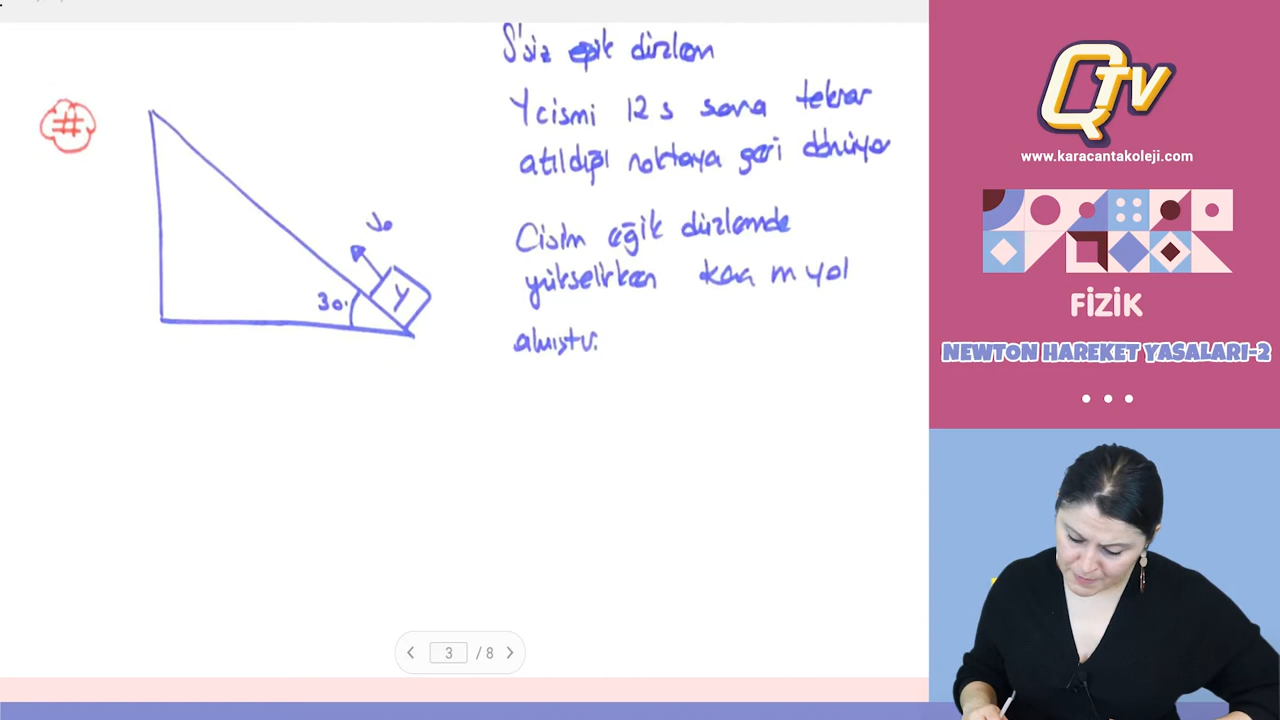 S'siz eğik düzlem
Y cismi 12 s sonra tekrar
atıldığı noktaya geri dönüyor
Cisim eğik düzlemde
yükselirken kaç m yol
almıştır.
#
V₀
30°
Y
3 / 8
QTV
www.karacantakoleji.com
FİZİK
NEWTON HAREKET YASALARI-2